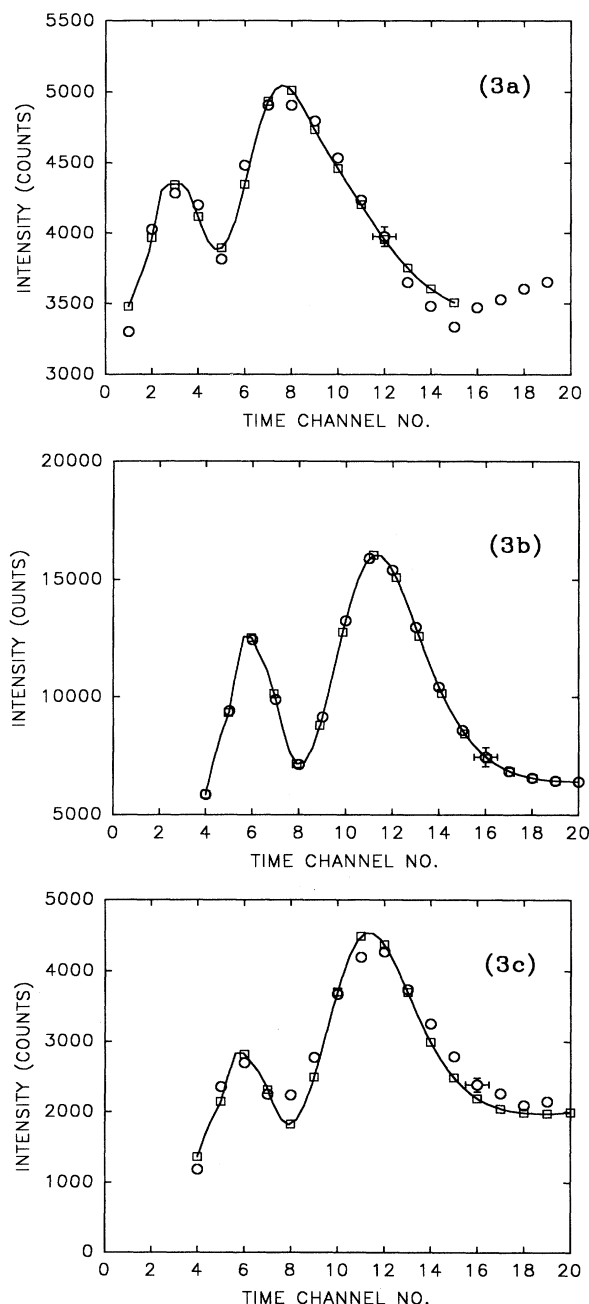 5500
5000
4500
4000
3500
3000
INTENSITY (COUNTS)
(3a)
0 2 4 6 8 10 12 14 16 18 20
TIME CHANNEL NO.
20000
15000
10000
5000
INTENSITY (OUNTS)
(3b)
0 2 4 6 8 10 12 14 16 18 20
TIME CHANNEL NO.
5000
4000
3000
2000
1000
0
INTENSITY (COUNTS)
(3c)
0 2 4 6 8 10 12 14 16 18 20
TIME CHANNEL NO.